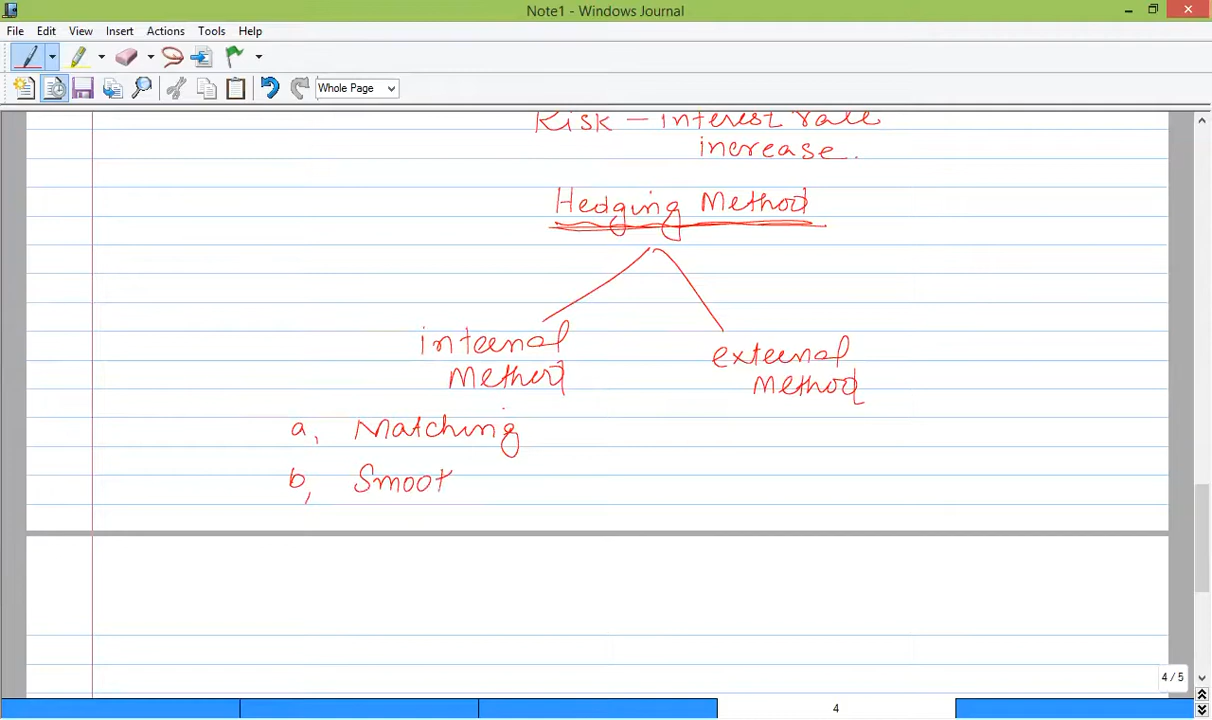 Note1 - Windows Journal
File Edit View Insert Actions Tools Help
Whole Page
Risk — interest rate
increase.
Hedging Method
internal
Method
external
Method
a, Matching
b, Smoot
4 / 5
4